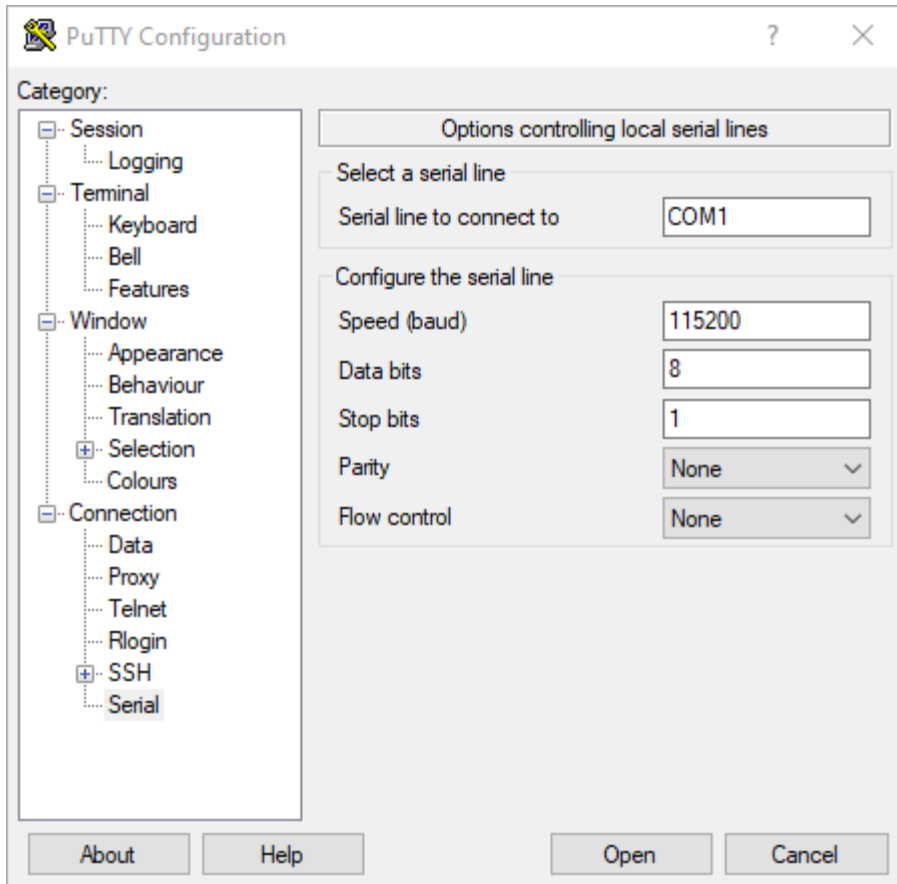 PuTTY Configuration
?
Category:
Session
Logging
Terminal
Keyboard
Bell
Features
Window
Appearance
Behaviour
Translation
Selection
Colours
Connection
Data
Proxy
Telnet
Rlogin
SSH
Serial
Options controlling local serial lines
Select a serial line
Serial line to connect to COM1
Configure the serial line
Speed (baud) 115200
Data bits 8
Stop bits 1
Parity None
Flow control None
About Help Open Cancel